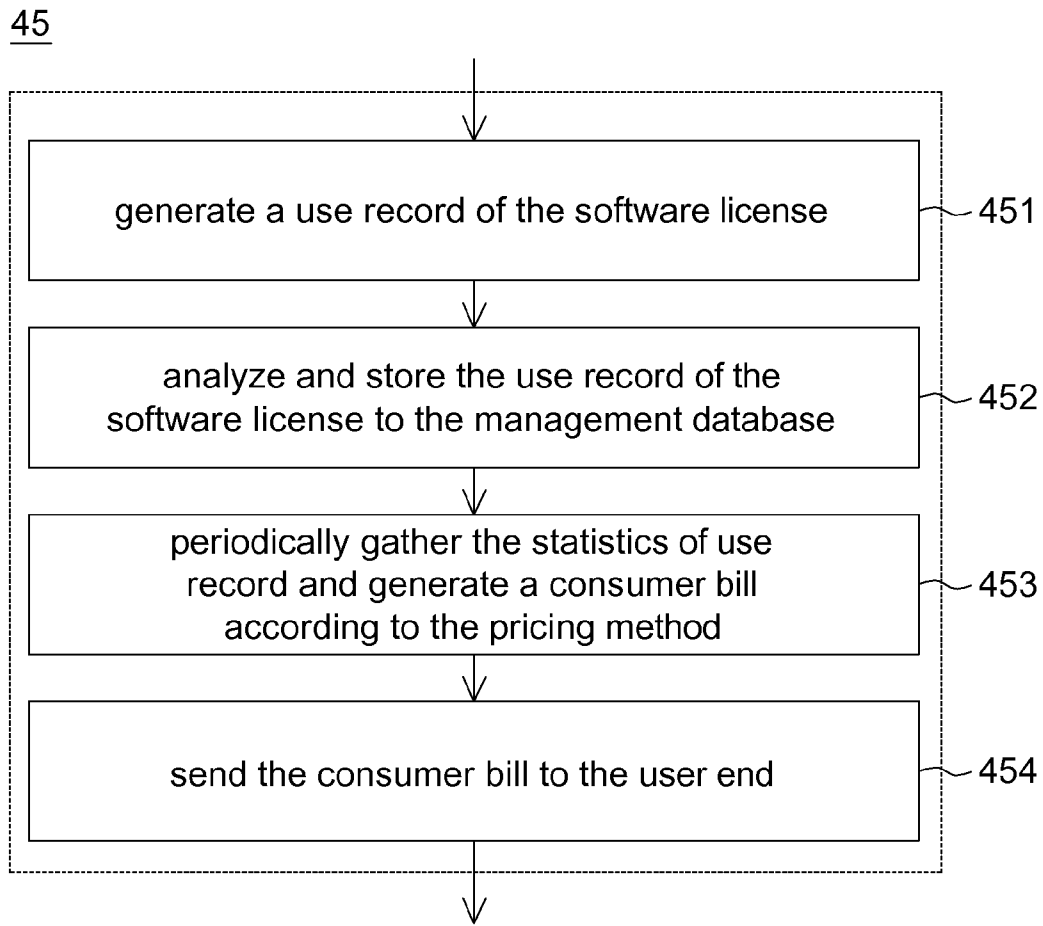 45
generate a use record of the software license
451
analyze and store the use record of the
software license to the management database
452
periodically gather the statistics of use
record and generate a consumer bill
according to the pricing method
453
send the consumer bill to the user end
454